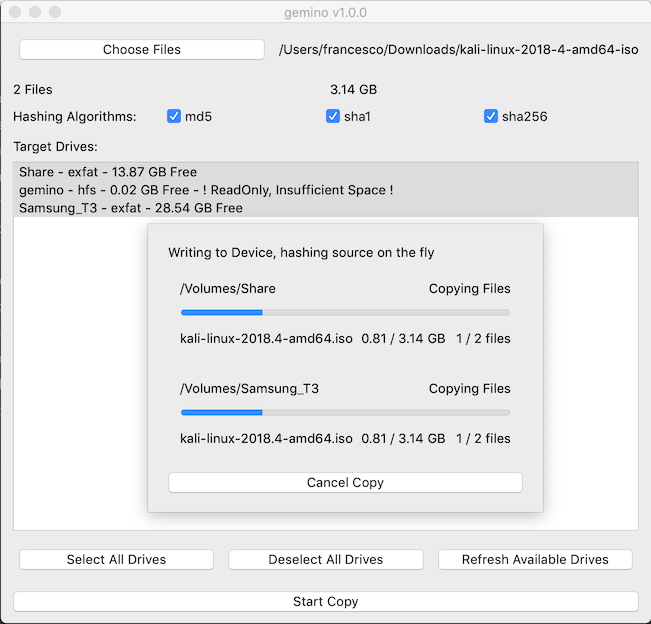 gemino v1.0.0
Choose Files /Users/francesco/Downloads/kali-linux-2018-4-amd64-iso
2 Files 3.14 GB
Hashing Algorithms: md5 sha1 sha256
Target Drives:
Share - exfat - 13.87 GB Free
gemino - hfs - 0.02 GB Free - ! ReadOnly, Insufficient Space !
Samsung_T3 - exfat - 28.54 GB Free
Writing to Device, hashing source on the fly
/Volumes/Share Copying Files
kali-linux-2018.4-amd64.iso 0.81 / 3.14 GB 1 / 2 files
/Volumes/Samsung_T3 Copying Files
kali-linux-2018.4-amd64.iso 0.81 / 3.14 GB 1 / 2 files
Cancel Copy
Select All Drives Deselect All Drives Refresh Available Drives
Start Copy